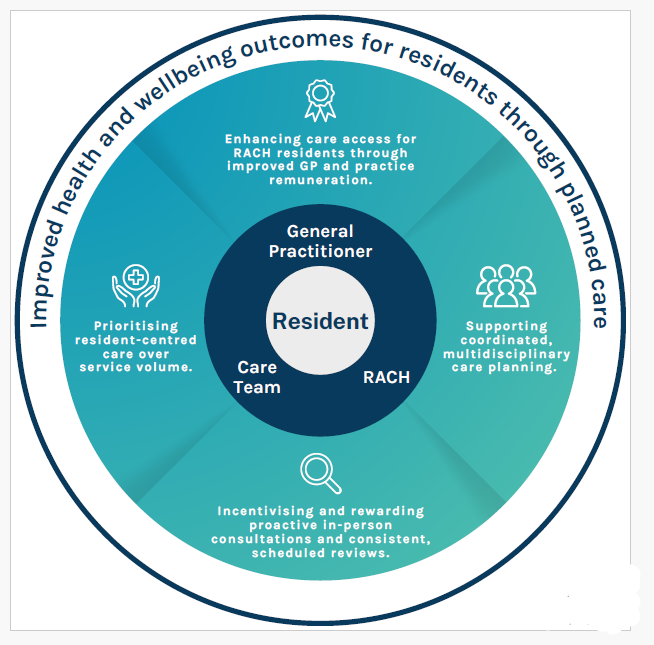 Improved health and wellbeing outcomes for residents through planned care
Enhancing care access for
RACH residents through
improved GP and practice
remuneration.
General
Practitioner
Prioritising
resident-centred
care over
service volume.
Resident
Supporting
coordinated,
multidisciplinary
care planning.
Care
Team
RACH
Incentivising and rewarding
proactive in-person
consultations and consistent,
scheduled reviews.